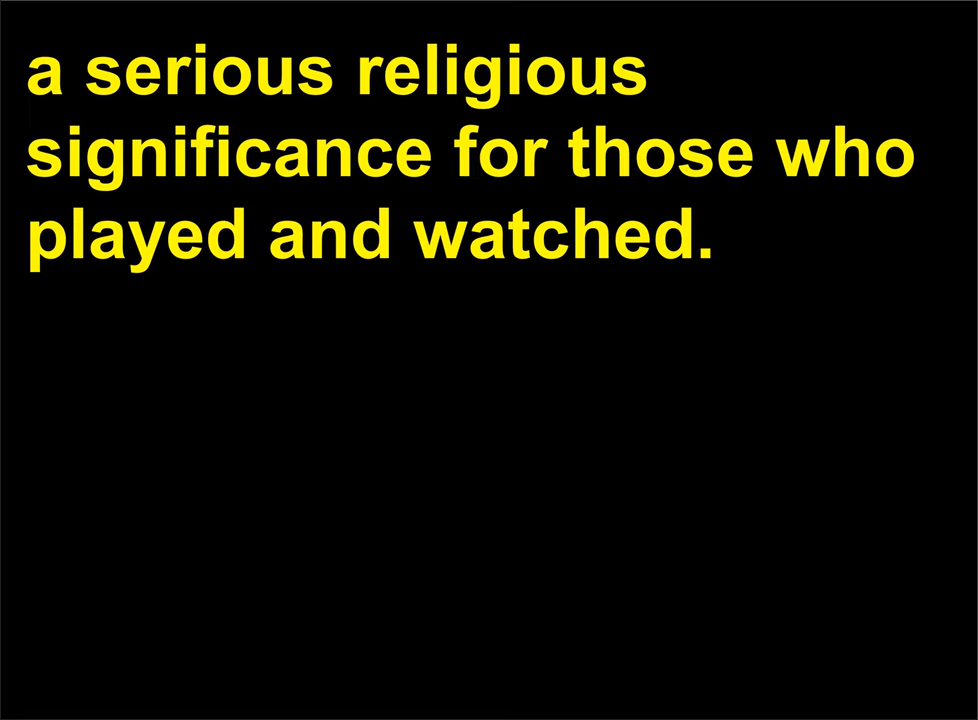 a serious religious
significance for those who
played and watched.